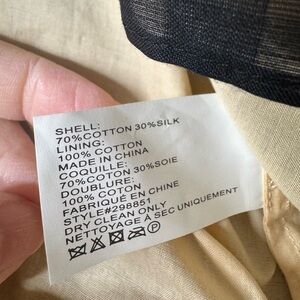 SHELL:
70%COTTON 30%SILK
LINING:
100% COTTON
MADE IN CHINA
COQUILLE:
70%COTON 30%SOIE
DOUBLURE:
100% COTON
FABRIQUÉ EN CHINE
STYLE#298851
DRY CLEAN ONLY
NETTOYAGE À SEC UNIQUEMENT
P